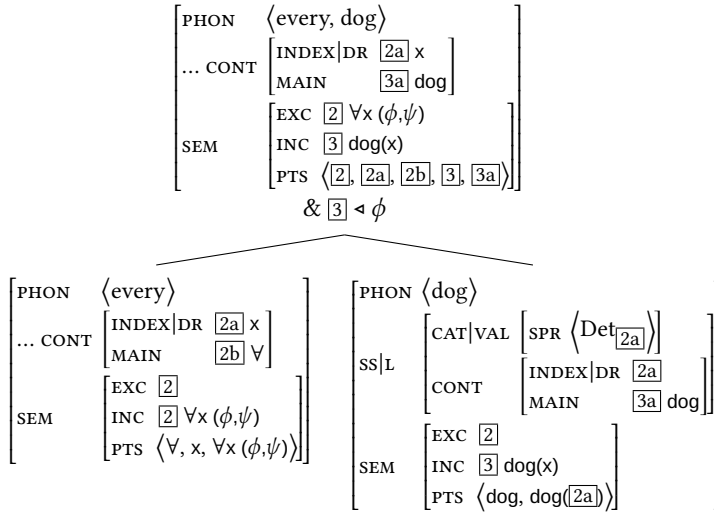 PHON ⟨every, dog⟩
... CONT [INDEX|DR 2a x
MAIN 3a dog]
SEM [EXC 2 ∀x (ϕ,ψ)
INC 3 dog(x)
PTS ⟨2, 2a, 2b, 3, 3a⟩]
& 3 ◃ ϕ
PHON ⟨every⟩
... CONT [INDEX|DR 2a x
MAIN 2b ∀]
SEM [EXC 2
INC 2 ∀x (ϕ,ψ)
PTS ⟨∀, x, ∀x (ϕ,ψ)⟩]
PHON ⟨dog⟩
SS|L [CAT|VAL [SPR ⟨Det 2a⟩]
CONT [INDEX|DR 2a
MAIN 3a dog]]
SEM [EXC 2
INC 3 dog(x)
PTS ⟨dog, dog(2a)⟩]